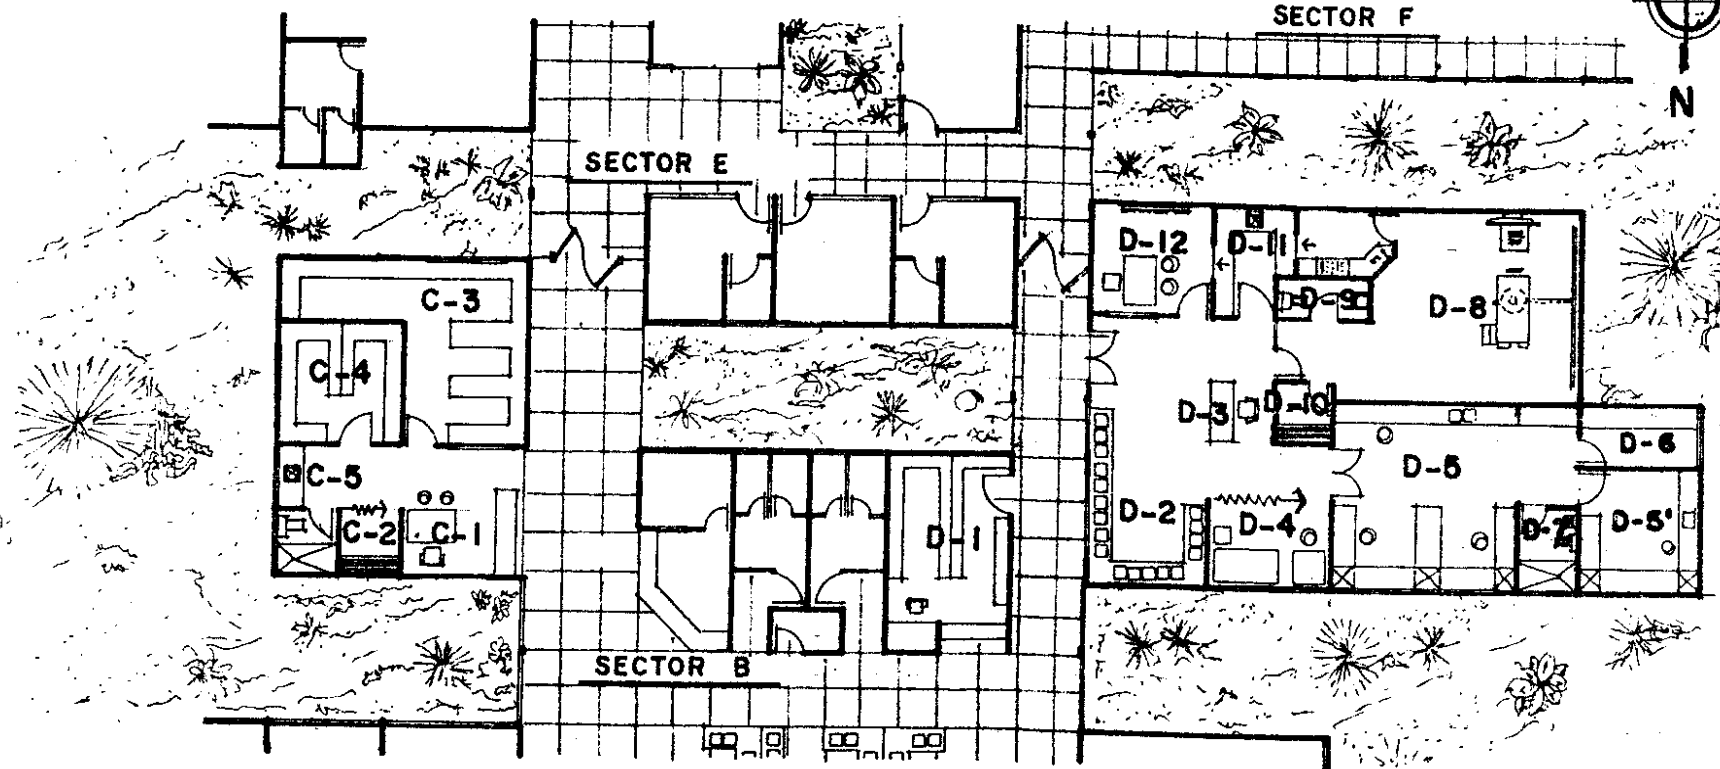 SECTOR F
N
SECTOR E
D-12
D-11
C-3
D-9
D-8
C-4
D-3
D-10
D-6
D-5
C-5
D-2
D-4
D-5'
C-2
C-1
D-1
SECTOR B